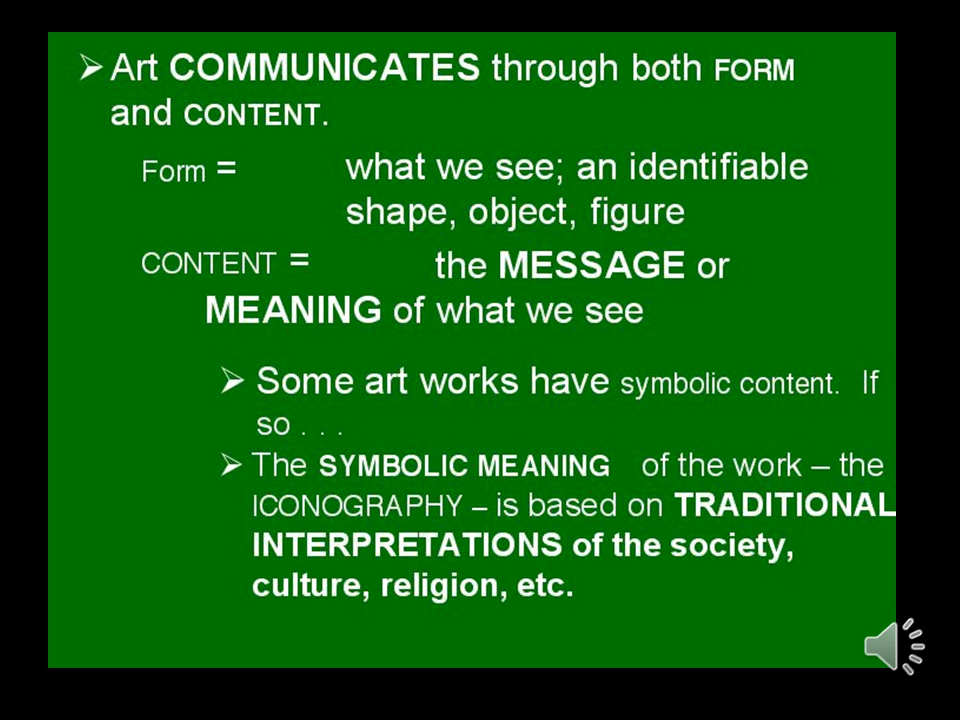 ➢ Art COMMUNICATES through both FORM
and CONTENT.
Form = what we see; an identifiable
shape, object, figure
CONTENT = the MESSAGE or
MEANING of what we see
➢ Some art works have symbolic content. If
so . . .
➢ The SYMBOLIC MEANING of the work – the
ICONOGRAPHY – is based on TRADITIONAL
INTERPRETATIONS of the society,
culture, religion, etc.